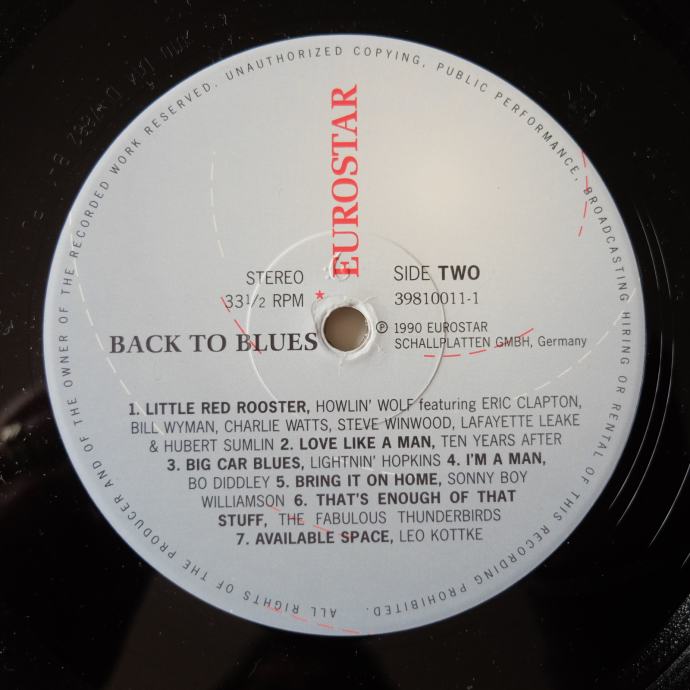 ALL RIGHTS OF THE PRODUCER AND OF THE OWNER OF THE RECORDED WORK RESERVED. UNAUTHORIZED COPYING, PUBLIC PERFORMANCE, BROADCASTING HIRING OR RENTAL OF THIS RECORDING PROHIBITED.
EUROSTAR
STEREO
33 1/2 RPM
SIDE TWO
39810011-1
BACK TO BLUES
℗ 1990 EUROSTAR
SCHALLPLATTEN GMBH, Germany
1. LITTLE RED ROOSTER, HOWLIN' WOLF featuring ERIC CLAPTON,
BILL WYMAN, CHARLIE WATTS, STEVE WINWOOD, LAFAYETTE LEAKE
& HUBERT SUMLIN 2. LOVE LIKE A MAN, TEN YEARS AFTER
3. BIG CAR BLUES, LIGHTNIN' HOPKINS 4. I'M A MAN,
BO DIDDLEY 5. BRING IT ON HOME, SONNY BOY
WILLIAMSON 6. THAT'S ENOUGH OF THAT
STUFF, THE FABULOUS THUNDERBIRDS
7. AVAILABLE SPACE, LEO KOTTKE